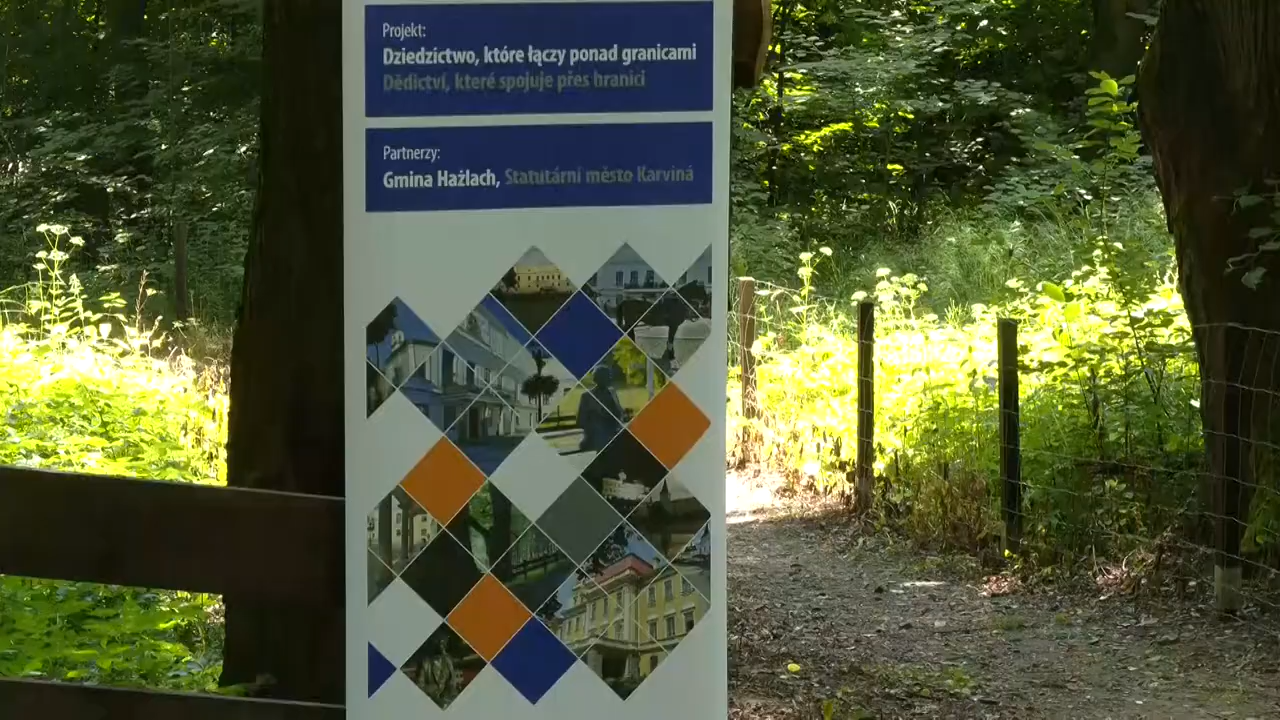 Projekt:
Dziedzictwo, które łączy ponad granicami
Dědictví, které spojuje přes hranici
Partnerzy:
Gmina Hażlach, Statutární město Karviná